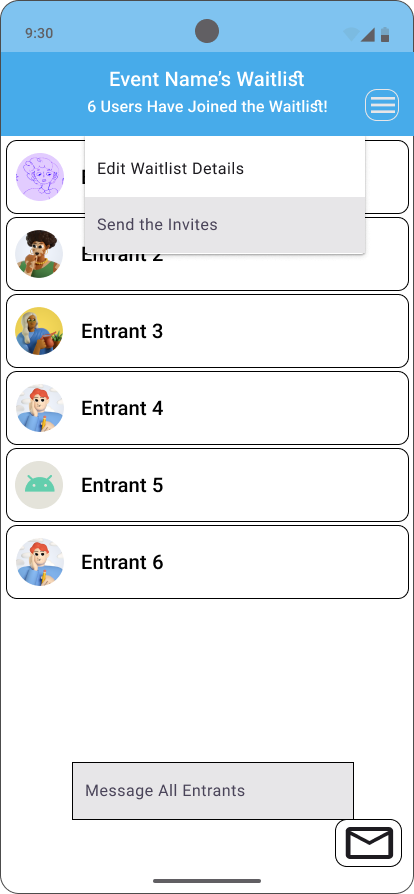 9:30
Event Name's Waitlist
6 Users Have Joined the Waitlist!
Edit Waitlist Details
Send the Invites
Entrant 2
Entrant 3
Entrant 4
Entrant 5
Entrant 6
Message All Entrants